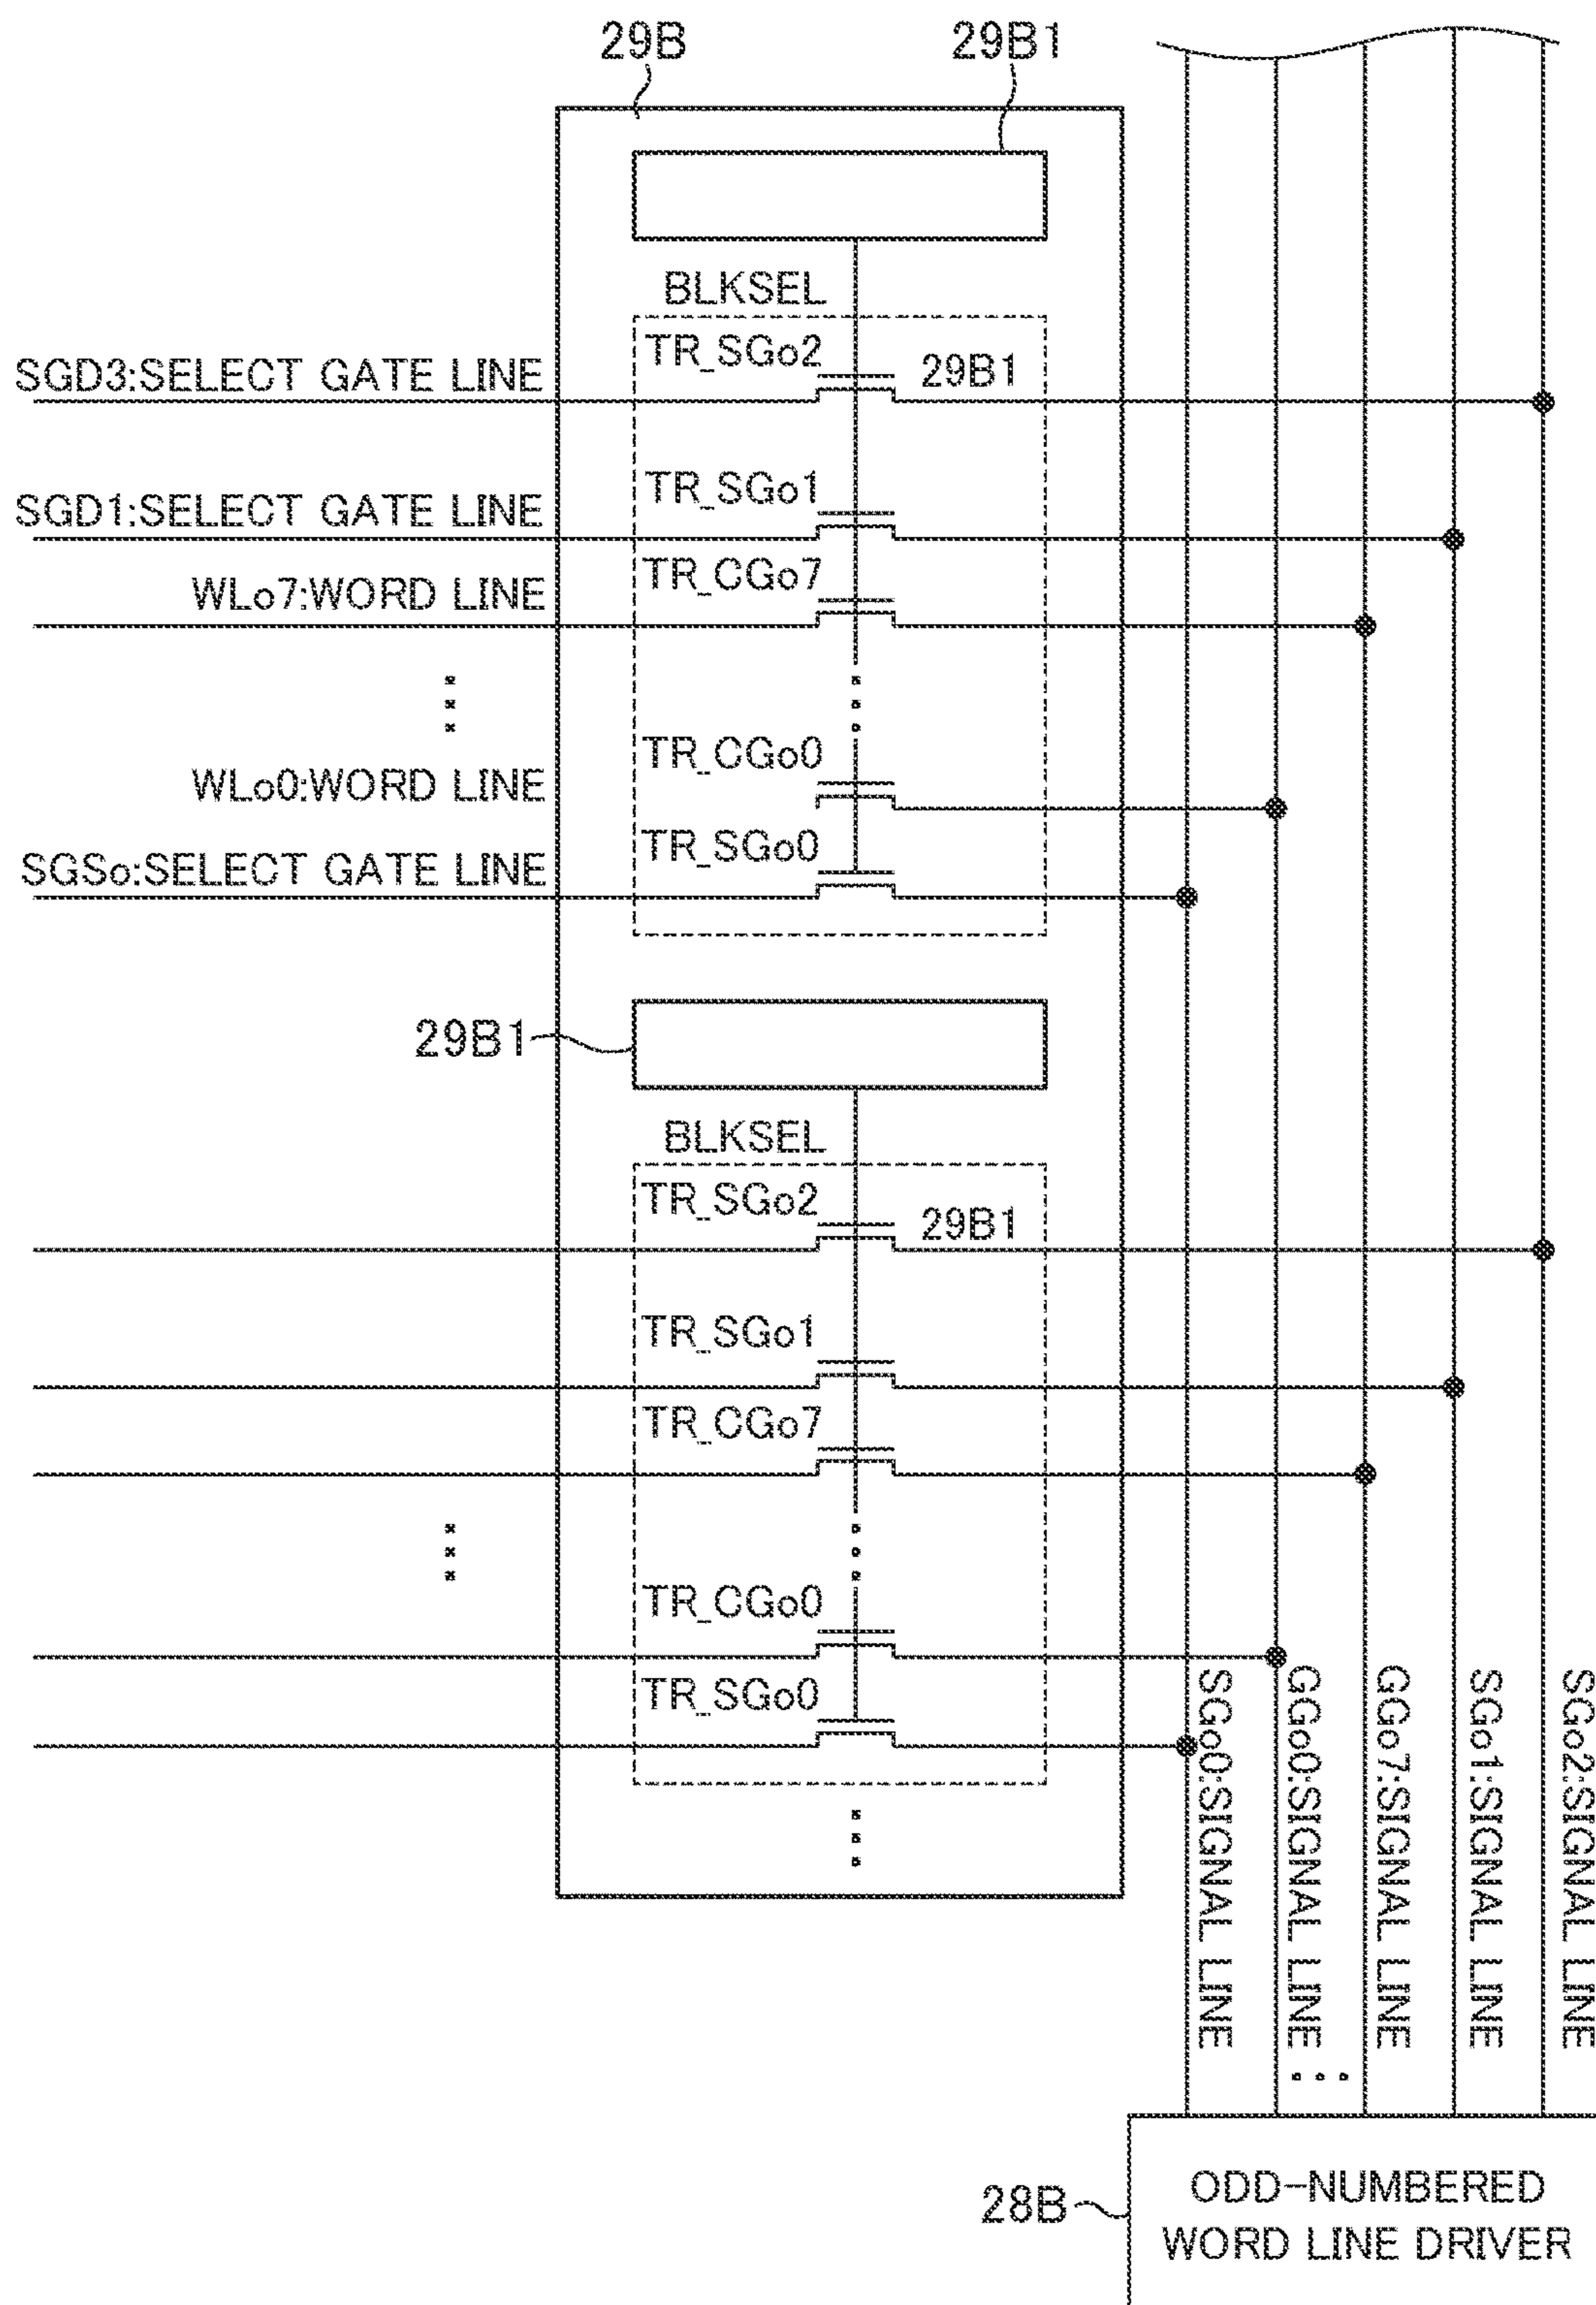 29B
29B1
BLKSEL
TR_SGo2
29B1
SGD3:SELECT GATE LINE
TR_SGo1
SGD1:SELECT GATE LINE
TR_CGo7
WLo7:WORD LINE
TR_CGo0
WLo0:WORD LINE
TR_SGo0
SGSo:SELECT GATE LINE
29B1
BLKSEL
TR_SGo2
29B1
TR_SGo1
TR_CGo7
TR_CGo0
TR_SGo0
SGo0:SIGNAL LINE
GGo0:SIGNAL LINE
GGo7:SIGNAL LINE
SGo1:SIGNAL LINE
SGo2:SIGNAL LINE
28B
ODD-NUMBERED
WORD LINE DRIVER